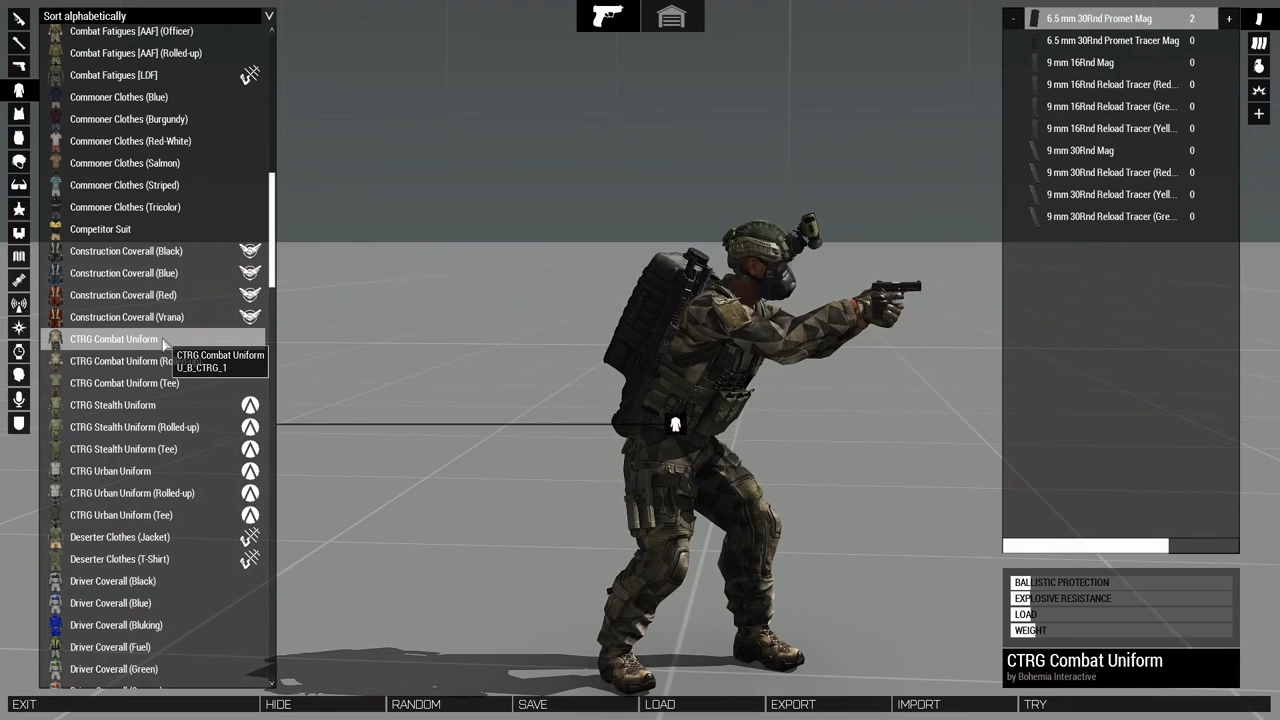 Sort alphabetically
Combat Fatigues [AAF] (Officer)
Combat Fatigues [AAF] (Rolled-up)
Combat Fatigues [LDF]
Commoner Clothes (Blue)
Commoner Clothes (Burgundy)
Commoner Clothes (Red-White)
Commoner Clothes (Salmon)
Commoner Clothes (Striped)
Commoner Clothes (Tricolor)
Competitor Suit
Construction Coverall (Black)
Construction Coverall (Blue)
Construction Coverall (Red)
Construction Coverall (Vrana)
CTRG Combat Uniform
CTRG Combat Uniform
U_B_CTRG_1
CTRG Combat Uniform
CTRG Combat Uniform (Tee)
CTRG Stealth Uniform
CTRG Stealth Uniform (Rolled-up)
CTRG Stealth Uniform (Tee)
CTRG Urban Uniform
CTRG Urban Uniform (Rolled-up)
CTRG Urban Uniform (Tee)
Deserter Clothes (Jacket)
Deserter Clothes (T-Shirt)
Driver Coverall (Black)
Driver Coverall (Blue)
Driver Coverall (Bluking)
Driver Coverall (Fuel)
Driver Coverall (Green)
- 6.5 mm 30Rnd Promet Mag 2 +
6.5 mm 30Rnd Promet Tracer Mag 0
9 mm 16Rnd Mag 0
9 mm 16Rnd Reload Tracer (Red... 0
9 mm 16Rnd Reload Tracer (Gre... 0
9 mm 16Rnd Reload Tracer (Yell... 0
9 mm 30Rnd Mag 0
9 mm 30Rnd Reload Tracer (Red... 0
9 mm 30Rnd Reload Tracer (Yell... 0
9 mm 30Rnd Reload Tracer (Gre... 0
BALLISTIC PROTECTION
EXPLOSIVE RESISTANCE
LOAD
WEIGHT
CTRG Combat Uniform
by Bohemia Interactive
EXIT HIDE RANDOM SAVE LOAD EXPORT IMPORT TRY